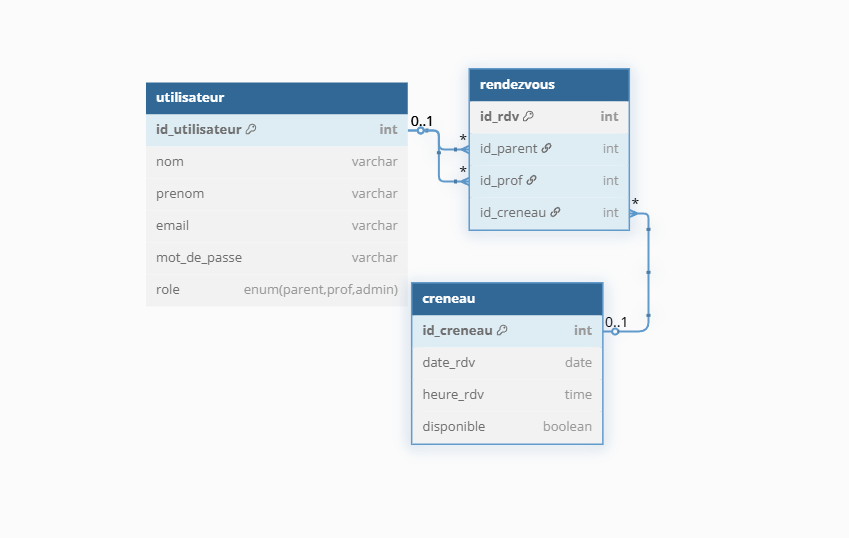 utilisateur
id_utilisateur int
nom varchar
prenom varchar
email varchar
mot_de_passe varchar
role enum(parent,prof,admin)
0..1
*
*
rendezvous
id_rdv int
id_parent int
id_prof int
id_creneau int
*
creneau
id_creneau int
0..1
date_rdv date
heure_rdv time
disponible boolean